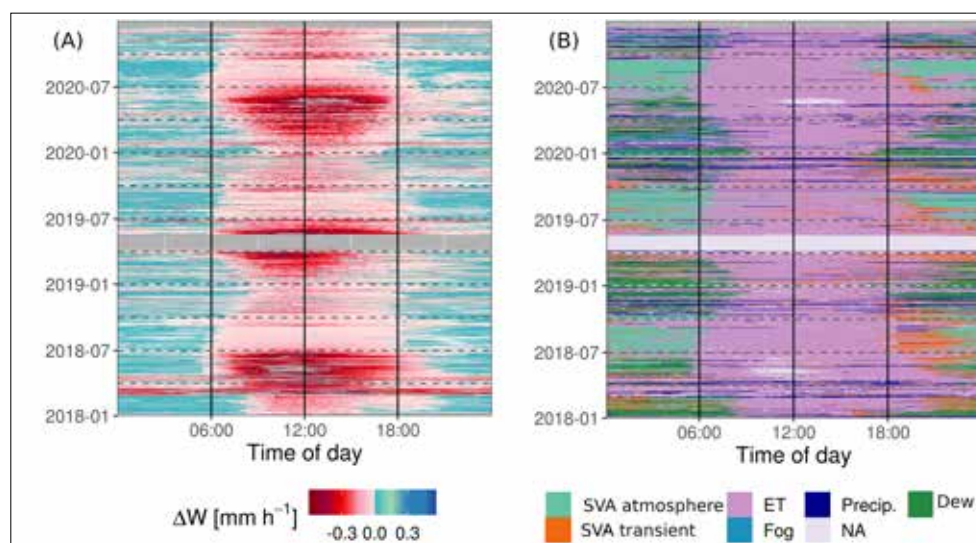 (A)
2020-07
2020-01
2019-07
2019-01
2018-07
2018-01
06:00 12:00 18:00
Time of day
ΔW [mm h⁻¹]
-0.3 0.0 0.3
(B)
2020-07
2020-01
2019-07
2019-01
2018-07
2018-01
06:00 12:00 18:00
Time of day
SVA atmosphere ET Precip. Dew
SVA transient Fog NA